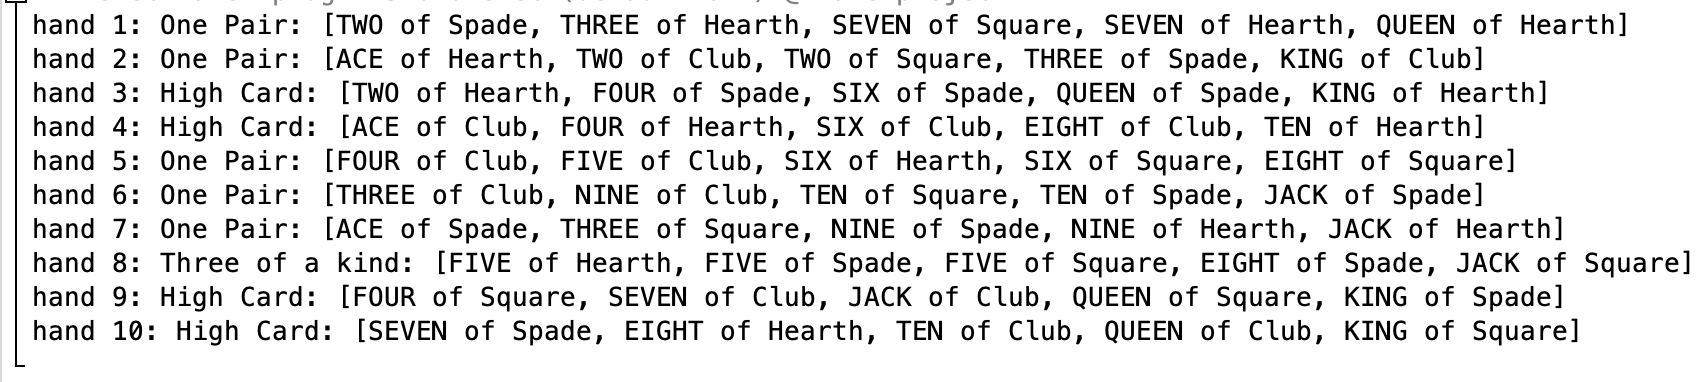 hand 1: One Pair: [TWO of Spade, THREE of Hearth, SEVEN of Square, SEVEN of Hearth, QUEEN of Hearth]
hand 2: One Pair: [ACE of Hearth, TWO of Club, TWO of Square, THREE of Spade, KING of Club]
hand 3: High Card: [TWO of Hearth, FOUR of Spade, SIX of Spade, QUEEN of Spade, KING of Hearth]
hand 4: High Card: [ACE of Club, FOUR of Hearth, SIX of Club, EIGHT of Club, TEN of Hearth]
hand 5: One Pair: [FOUR of Club, FIVE of Club, SIX of Hearth, SIX of Square, EIGHT of Square]
hand 6: One Pair: [THREE of Club, NINE of Club, TEN of Square, TEN of Spade, JACK of Spade]
hand 7: One Pair: [ACE of Spade, THREE of Square, NINE of Spade, NINE of Hearth, JACK of Hearth]
hand 8: Three of a kind: [FIVE of Hearth, FIVE of Spade, FIVE of Square, EIGHT of Spade, JACK of Square]
hand 9: High Card: [FOUR of Square, SEVEN of Club, JACK of Club, QUEEN of Square, KING of Spade]
hand 10: High Card: [SEVEN of Spade, EIGHT of Hearth, TEN of Club, QUEEN of Club, KING of Square]